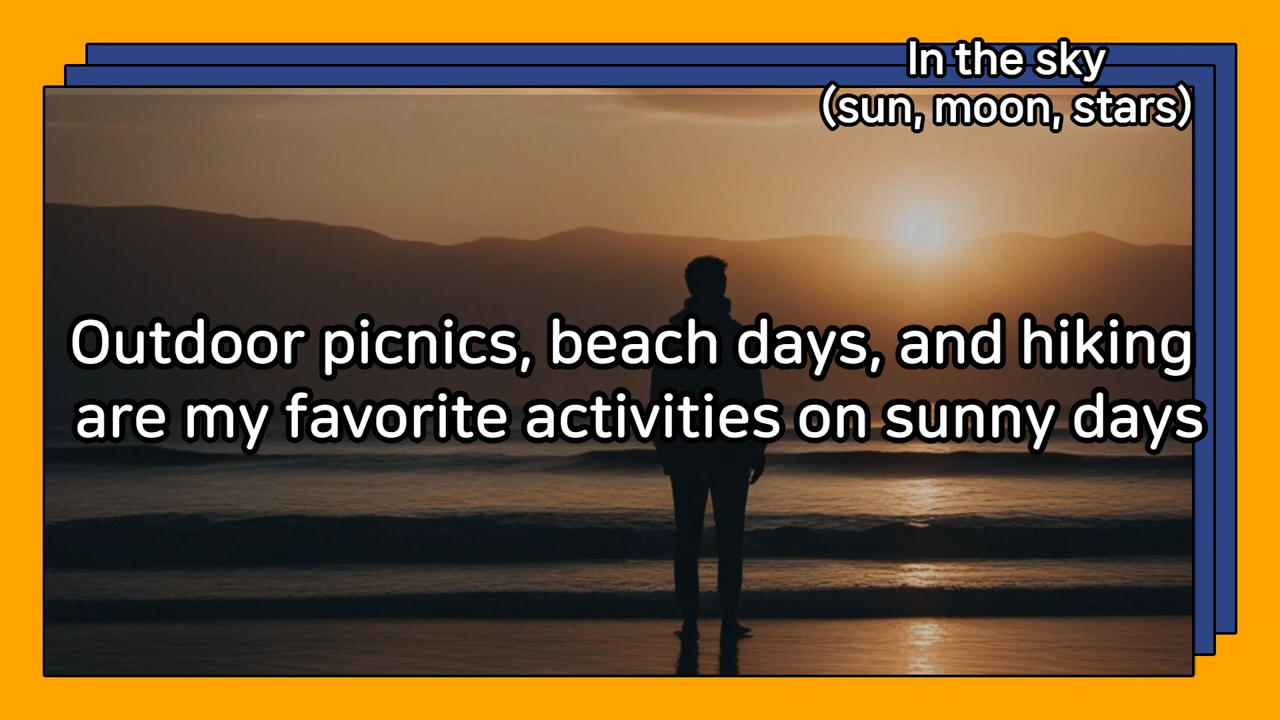 In the sky
(sun, moon, stars)
Outdoor picnics, beach days, and hiking
are my favorite activities on sunny days